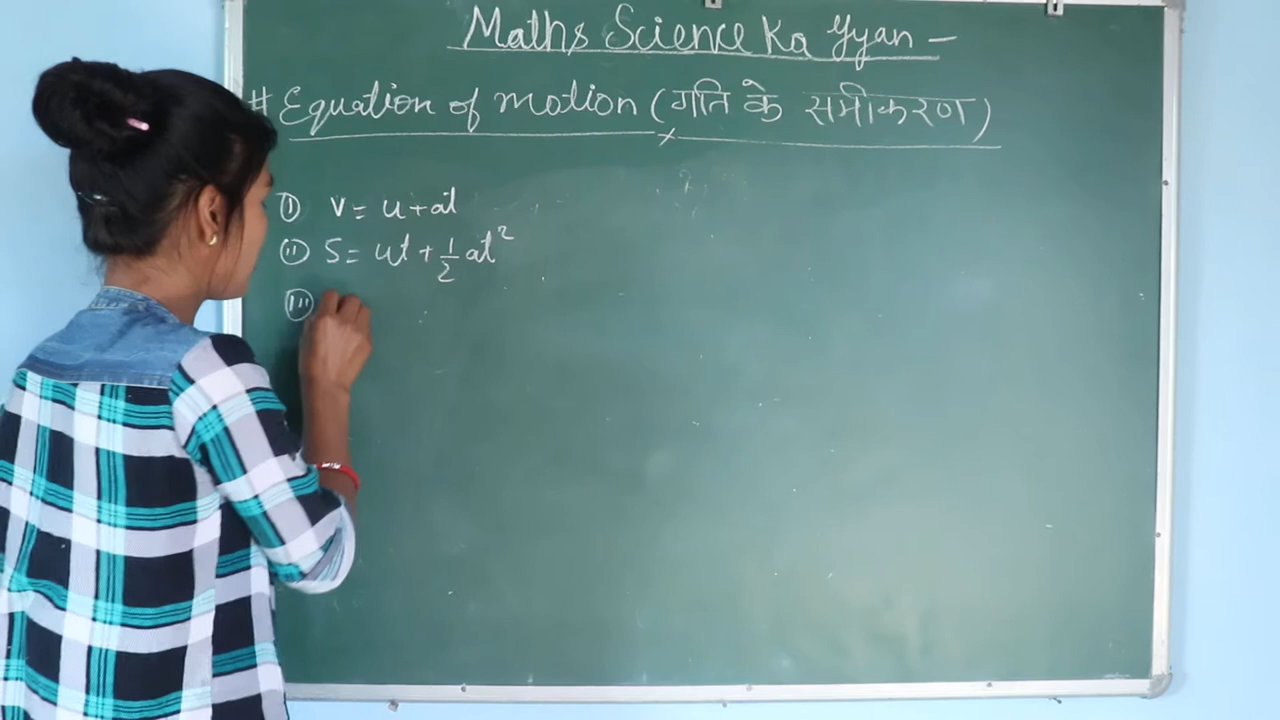 Maths Science Ka Gyan -
# Equation of motion (गति के समीकरण)
(i) v = u + at
(ii) S = ut + 1/2 at²
(iii)